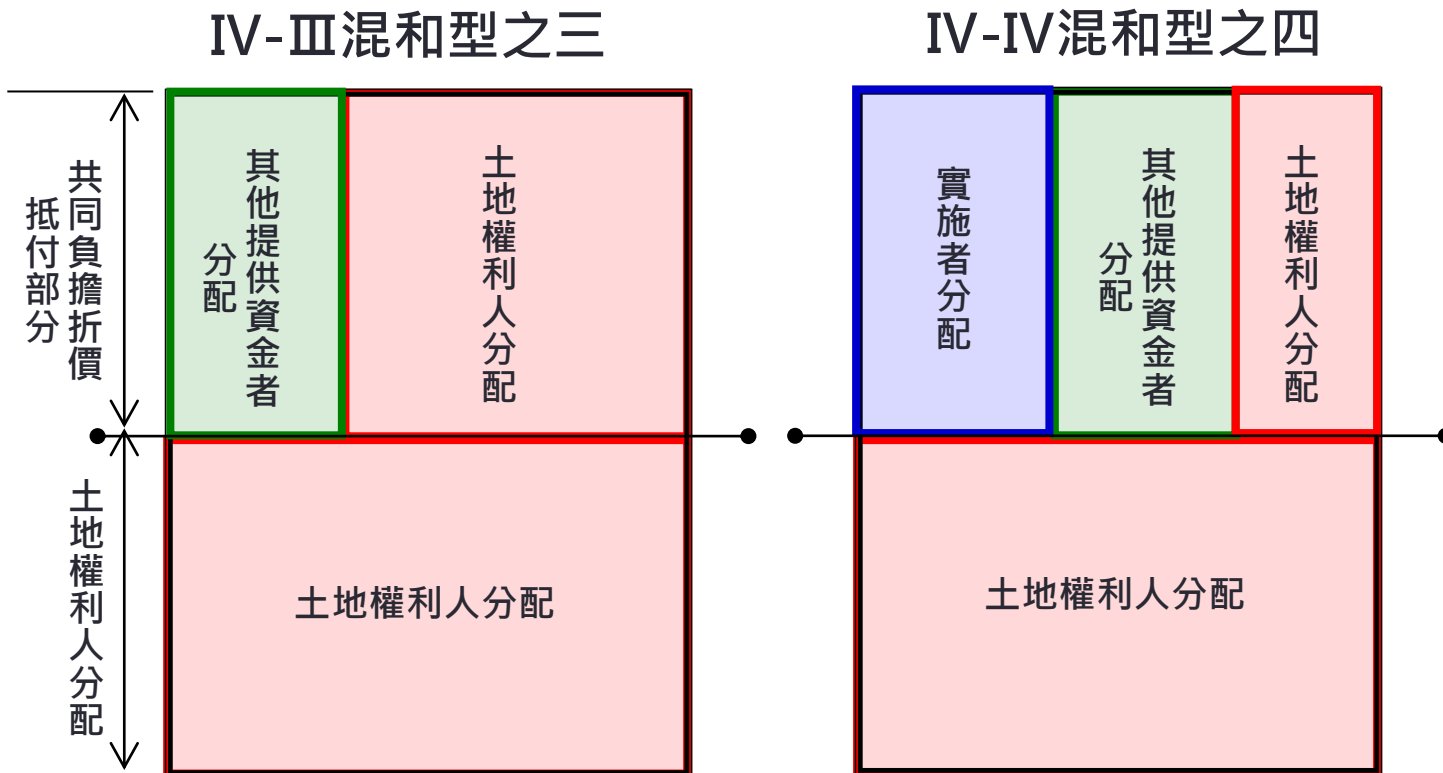 IV-III混和型之三
IV-IV混和型之四
共同負擔折價
抵付部分
其他提供資金者
分配
土地權利人分配
實施者分配
其他提供資金者
分配
土地權利人分配
土地權利人分配
土地權利人分配
土地權利人分配